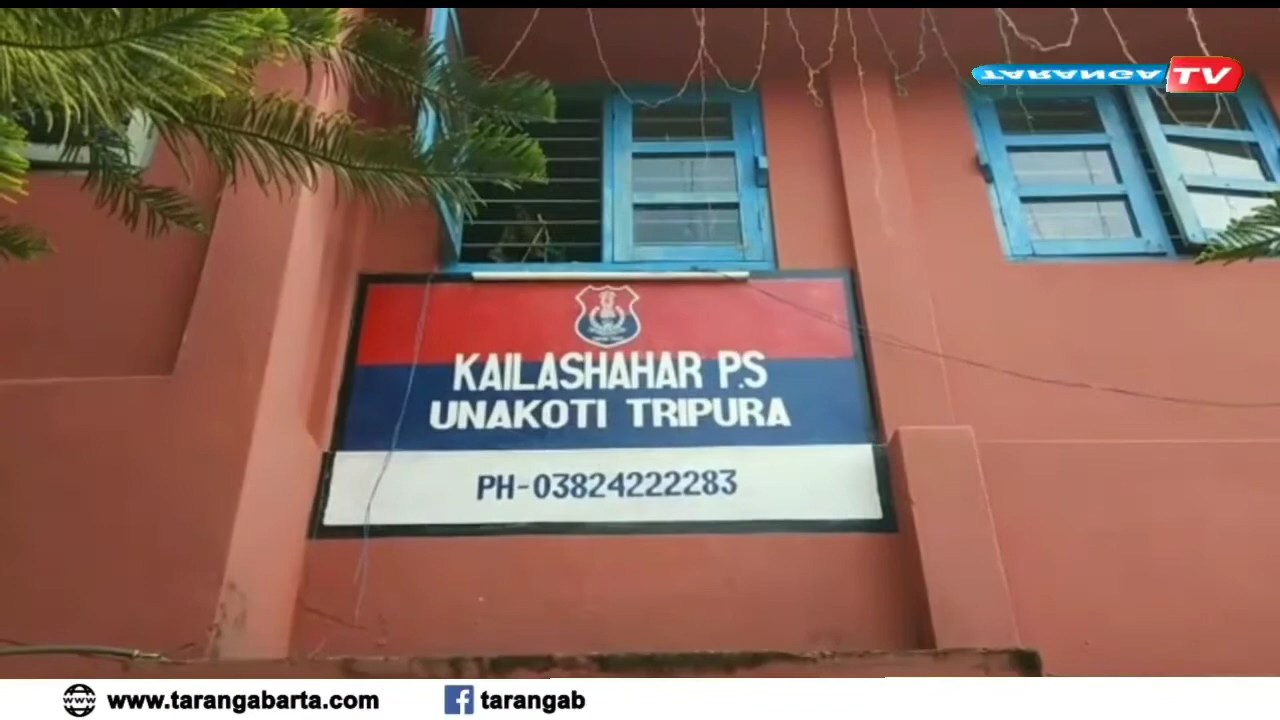 TARANGA TV
KAILASHAHAR P.S
UNAKOTI TRIPURA
PH-03824222283
www.tarangabarta.com
tarangab